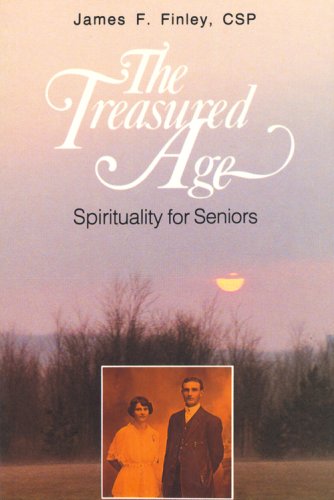 James F. Finley, CSP
The
Treasured
Age
Spirituality for Seniors